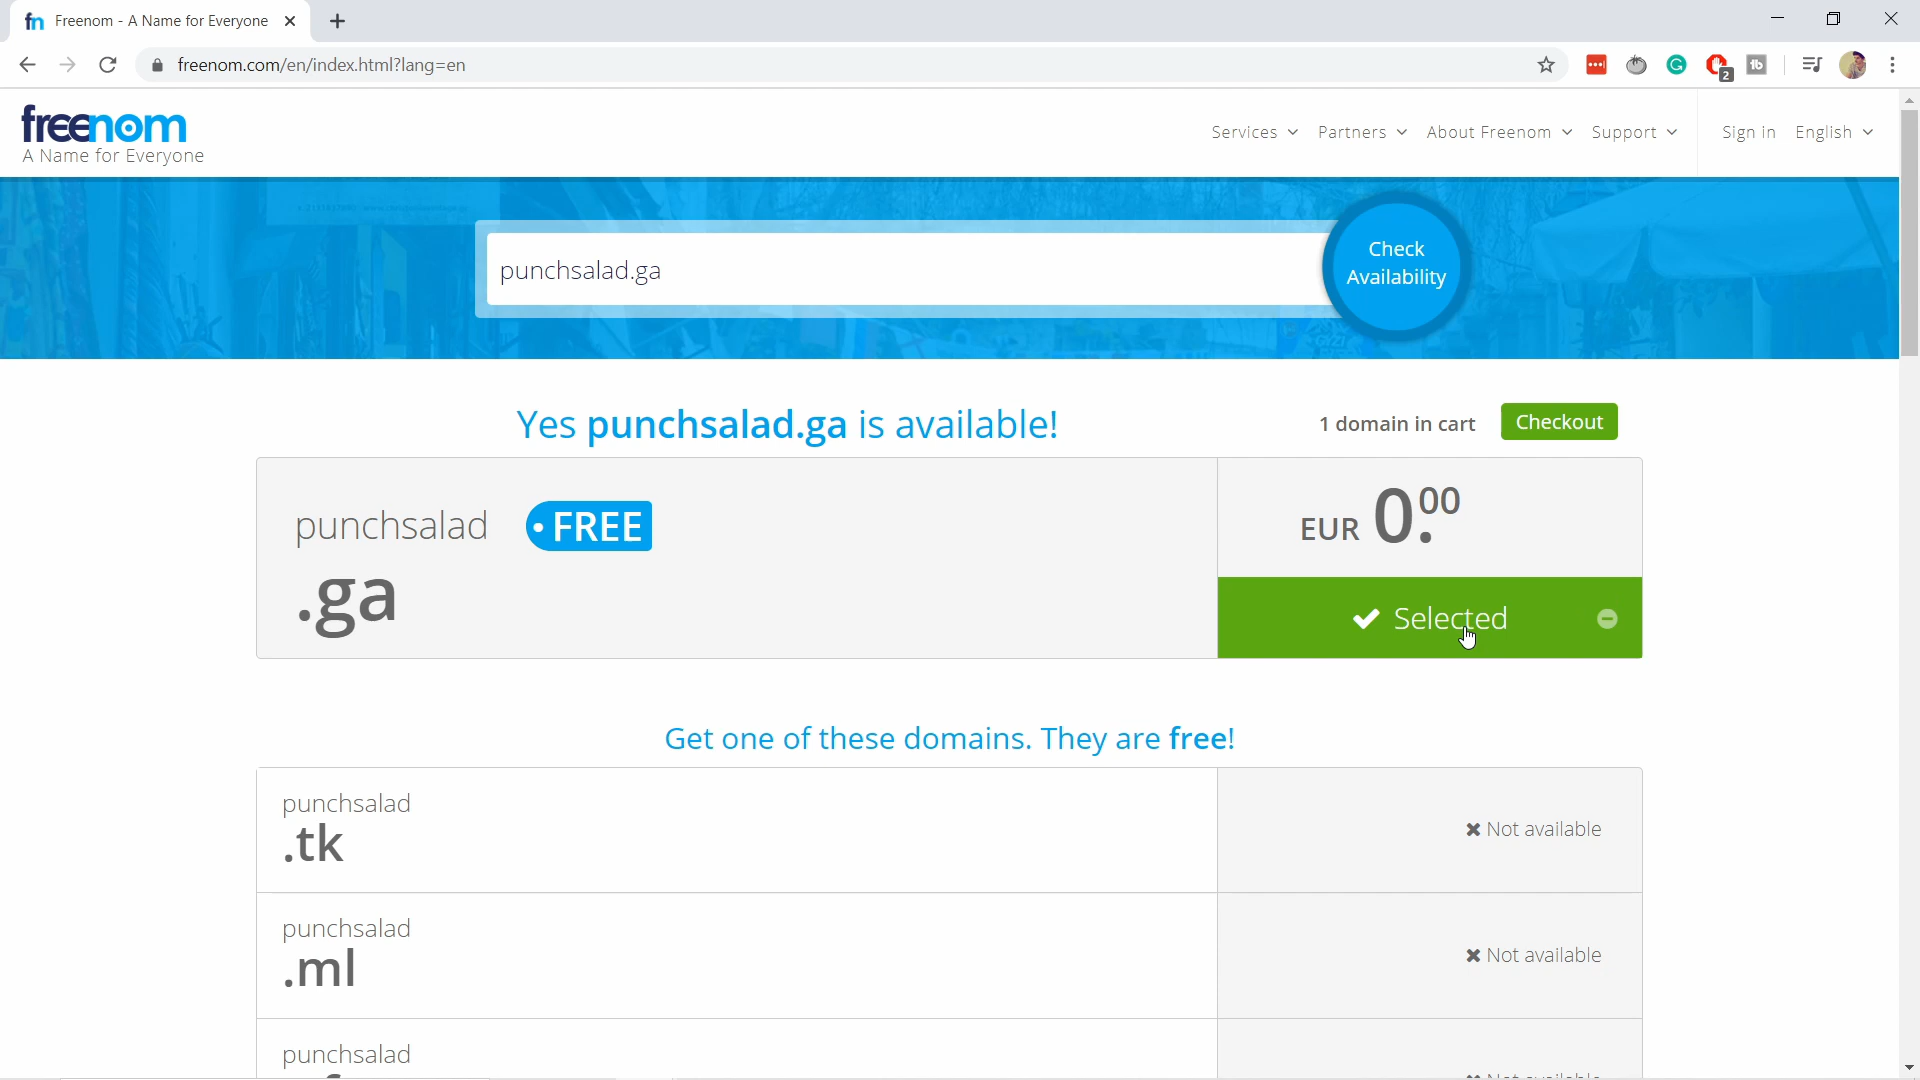 Freenom - A Name for Everyone
freenom.com/en/index.html?lang=en
2
freenom
A Name for Everyone
Services
Partners
About Freenom
Support
Sign in
English
punchsalad.ga
Check
Availability
Yes punchsalad.ga is available!
1 domain in cart
Checkout
punchsalad
FREE
.ga
EUR 0.00
Selected
Get one of these domains. They are free!
punchsalad
.tk
Not available
punchsalad
.ml
Not available
punchsalad